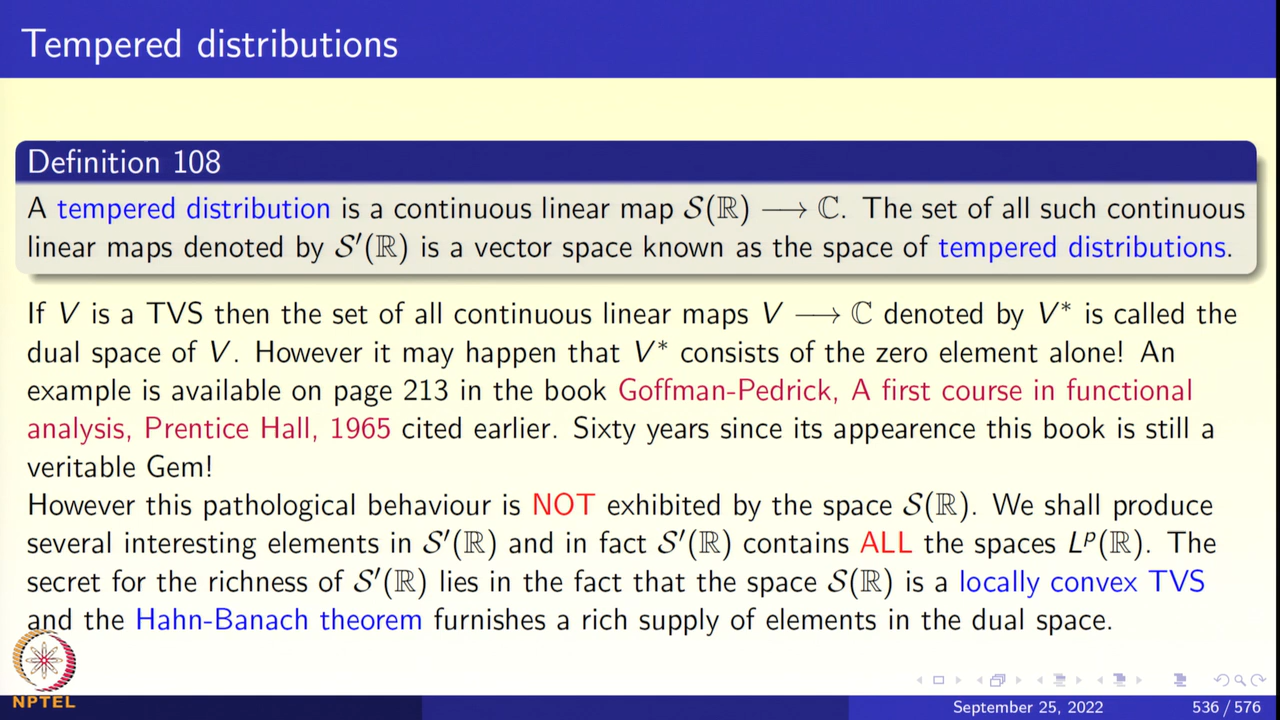 Tempered distributions
Definition 108
A tempered distribution is a continuous linear map 𝒮(ℝ) ⟶ ℂ. The set of all such continuous
linear maps denoted by 𝒮′(ℝ) is a vector space known as the space of tempered distributions.
If V is a TVS then the set of all continuous linear maps V ⟶ ℂ denoted by V* is called the
dual space of V. However it may happen that V* consists of the zero element alone! An
example is available on page 213 in the book Goffman-Pedrick, A first course in functional
analysis, Prentice Hall, 1965 cited earlier. Sixty years since its appearence this book is still a
veritable Gem!
However this pathological behaviour is NOT exhibited by the space 𝒮(ℝ). We shall produce
several interesting elements in 𝒮′(ℝ) and in fact 𝒮′(ℝ) contains ALL the spaces Lᵖ(ℝ). The
secret for the richness of 𝒮′(ℝ) lies in the fact that the space 𝒮(ℝ) is a locally convex TVS
and the Hahn-Banach theorem furnishes a rich supply of elements in the dual space.
NPTEL
September 25, 2022 536 / 576